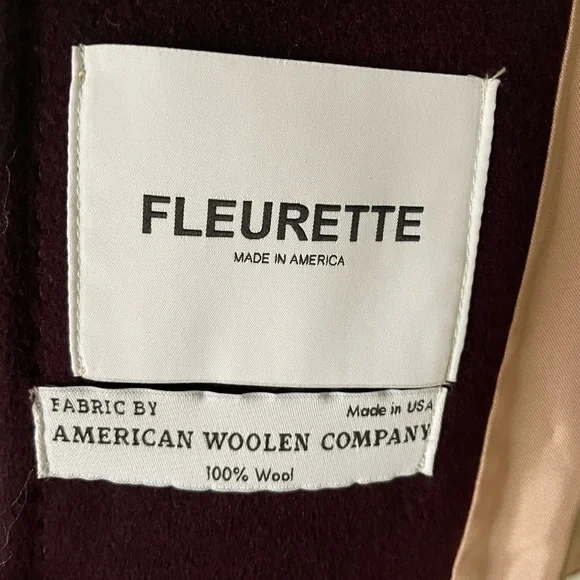 FLEURETTE
MADE IN AMERICA
FABRIC BY Made in USA
AMERICAN WOOLEN COMPANY
100% Wool